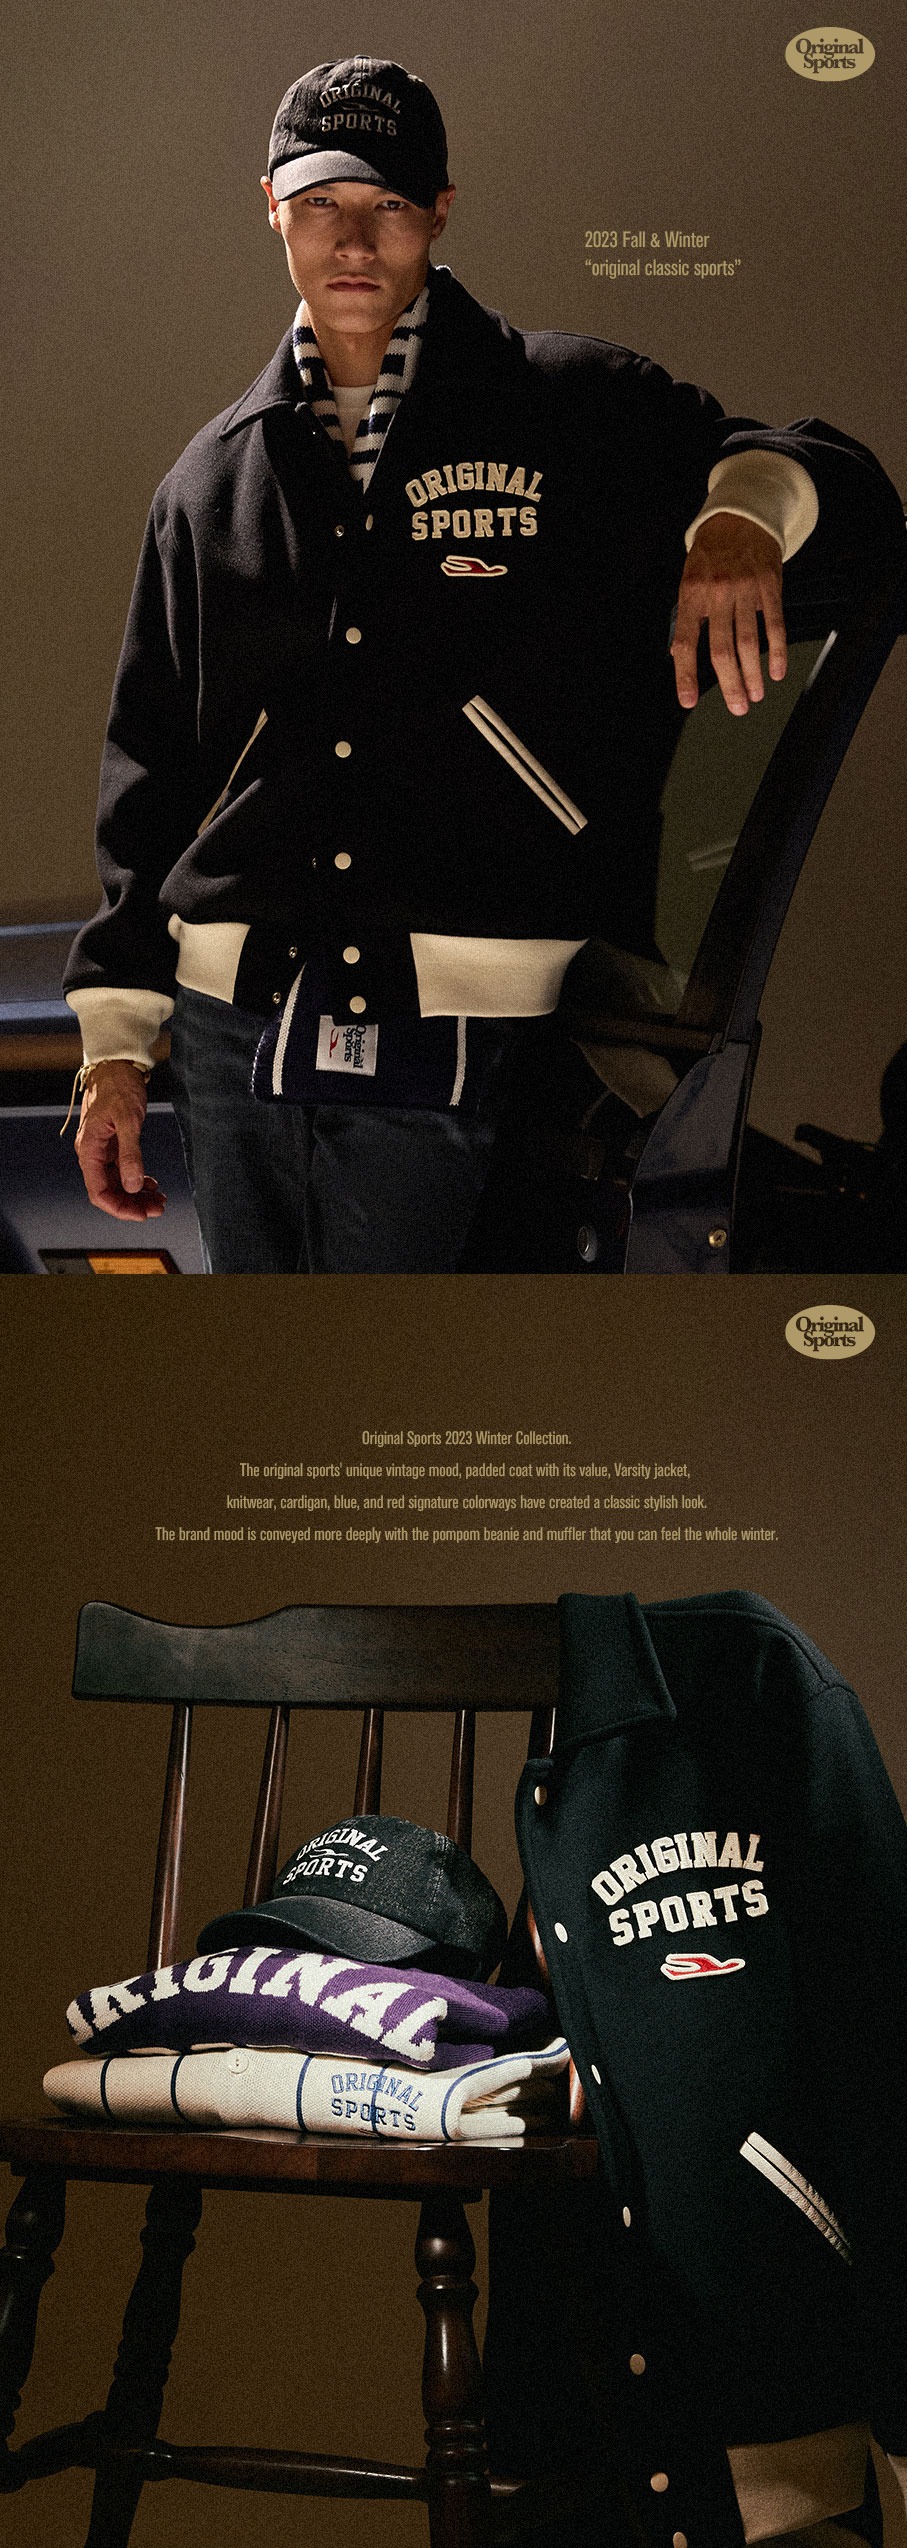 Original
Sports
ORIGINAL
SPORTS
2023 Fall & Winter
“original classic sports”
ORIGINAL
SPORTS
Original
Sports
Original
Sports
Original Sports 2023 Winter Collection.
The original sports' unique vintage mood, padded coat with its value, Varsity jacket,
knitwear, cardigan, blue, and red signature colorways have created a classic stylish look.
The brand mood is conveyed more deeply with the pompom beanie and muffler that you can feel the whole winter.
ORIGINAL
SPORTS
ORIGINAL
SPORTS
ORIGINAL
ORIGINAL
SPORTS